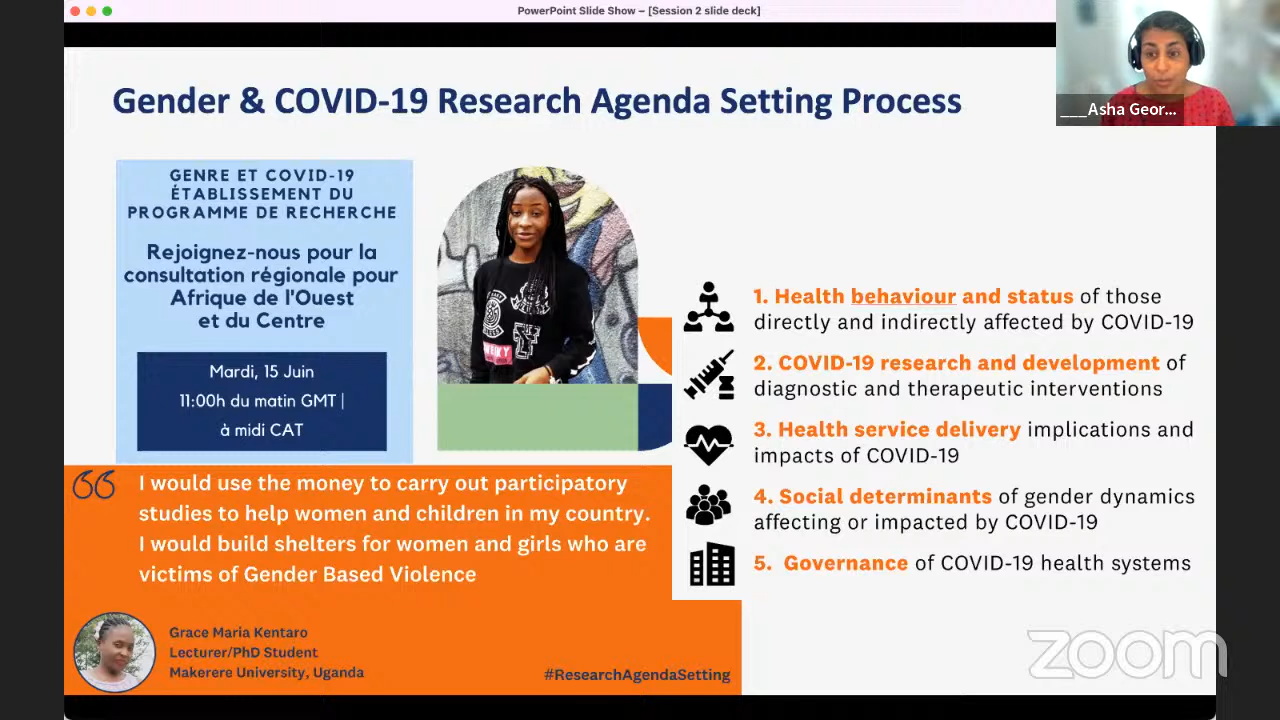 PowerPoint Slide Show – [Session 2 slide deck]
___Asha Geor...
Gender & COVID-19 Research Agenda Setting Process
GENRE ET COVID-19
ÉTABLISSEMENT DU
PROGRAMME DE RECHERCHE
Rejoignez-nous pour la
consultation régionale pour
Afrique de l'Ouest
et du Centre
Mardi, 15 Juin
11:00h du matin GMT |
à midi CAT
1. Health behaviour and status of those
directly and indirectly affected by COVID-19
2. COVID-19 research and development of
diagnostic and therapeutic interventions
3. Health service delivery implications and
impacts of COVID-19
4. Social determinants of gender dynamics
affecting or impacted by COVID-19
5. Governance of COVID-19 health systems
I would use the money to carry out participatory
studies to help women and children in my country.
I would build shelters for women and girls who are
victims of Gender Based Violence
Grace Maria Kentaro
Lecturer/PhD Student
Makerere University, Uganda
#ResearchAgendaSetting
zoom